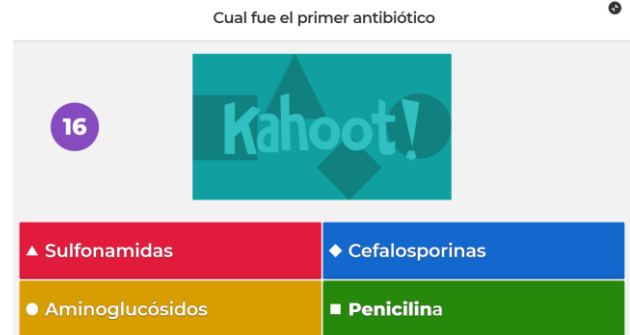 Cual fue el primer antibiótico
16
Kahoot!
Sulfonamidas
Cefalosporinas
Aminoglucósidos
Penicilina